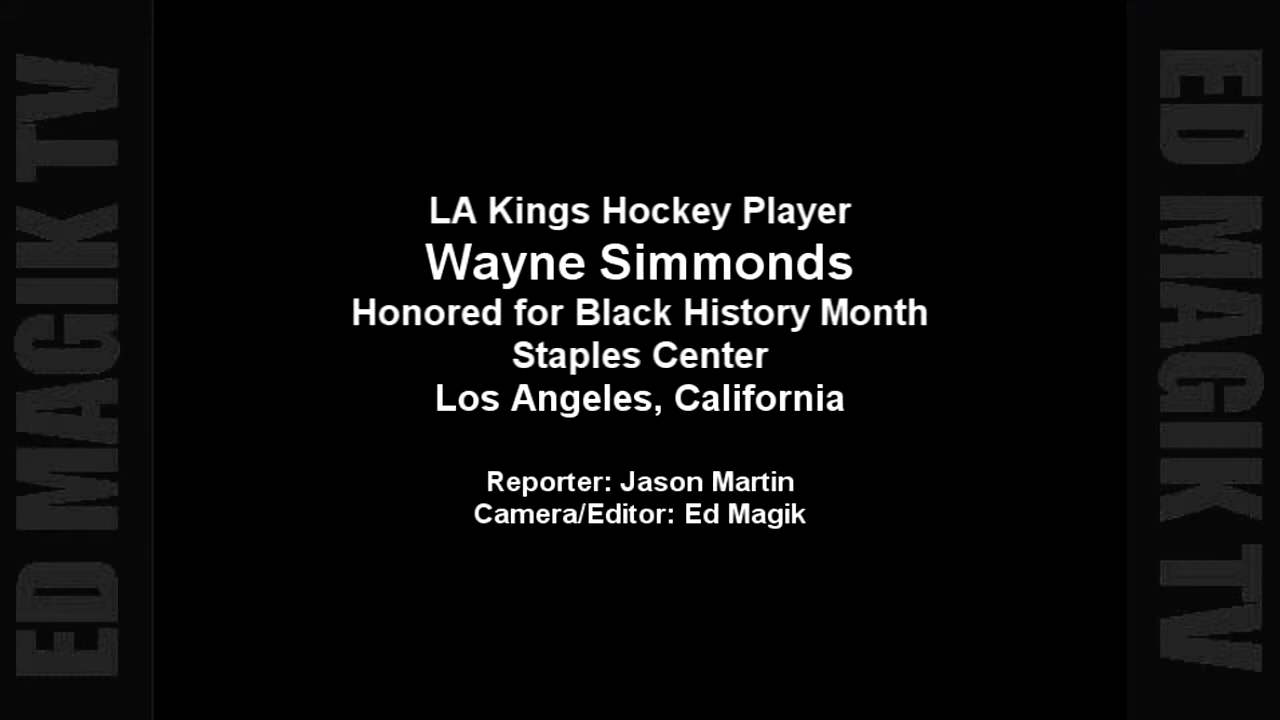 ED MAGIK TV
LA Kings Hockey Player
Wayne Simmonds
Honored for Black History Month
Staples Center
Los Angeles, California
Reporter: Jason Martin
Camera/Editor: Ed Magik
ED MAGIK TV